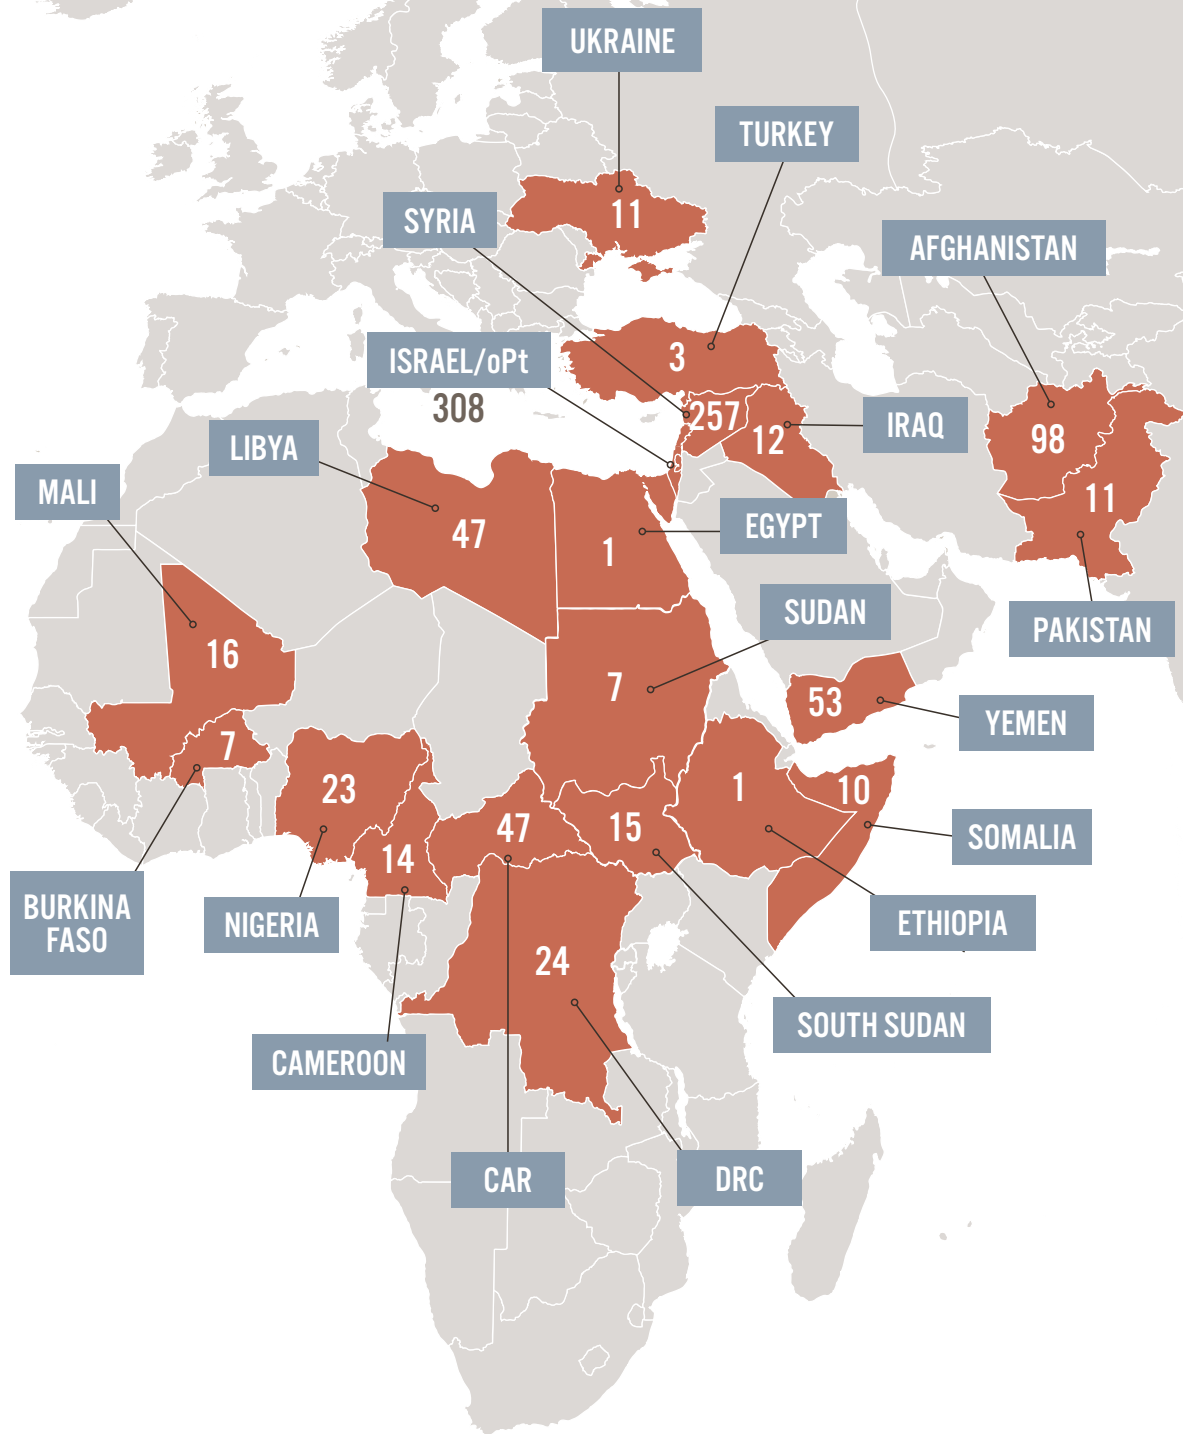 UKRAINE
TURKEY
11
SYRIA
AFGHANISTAN
ISRAEL/oPt
308
3
257
12
IRAQ
98
LIBYA
MALI
47
1
EGYPT
11
SUDAN
PAKISTAN
16
7
53
YEMEN
7
23
1
10
47
15
SOMALIA
14
BURKINA
FASO
NIGERIA
ETHIOPIA
24
SOUTH SUDAN
CAMEROON
CAR
DRC